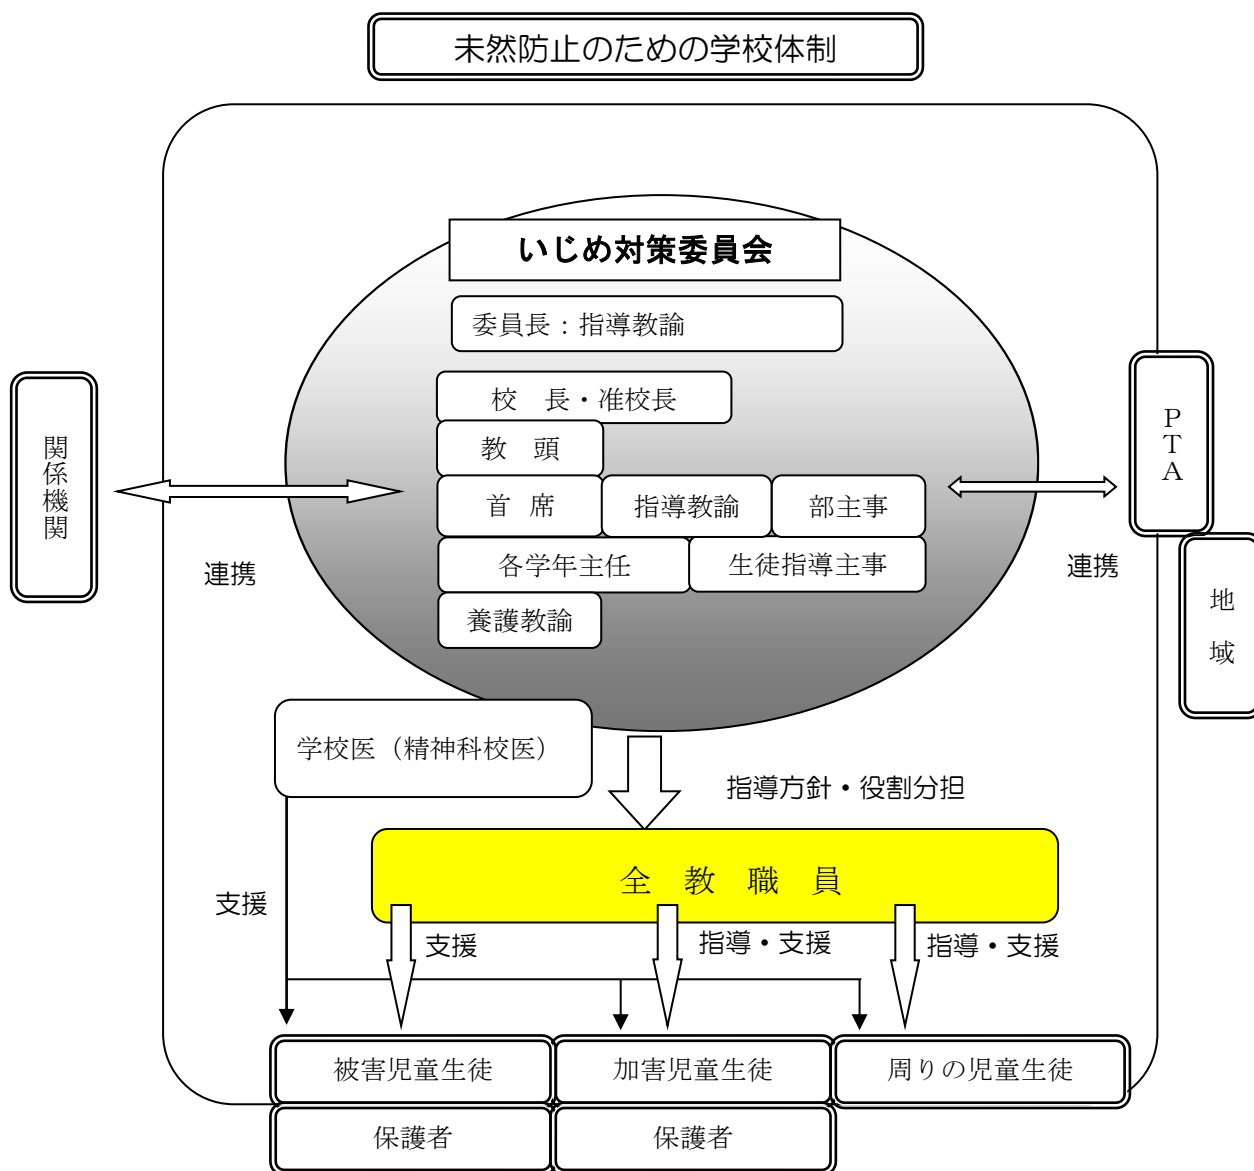 未然防止のための学校体制
いじめ対策委員会
委員長：指導教諭
校　長・准校長
教　頭
首　席
指導教諭
部主事
各学年主任
生徒指導主事
養護教諭
関係機関
連携
PTA
連携
地域
学校医（精神科校医）
指導方針・役割分担
全　教　職　員
支援
支援
指導・支援
指導・支援
被害児童生徒
加害児童生徒
周りの児童生徒
保護者
保護者